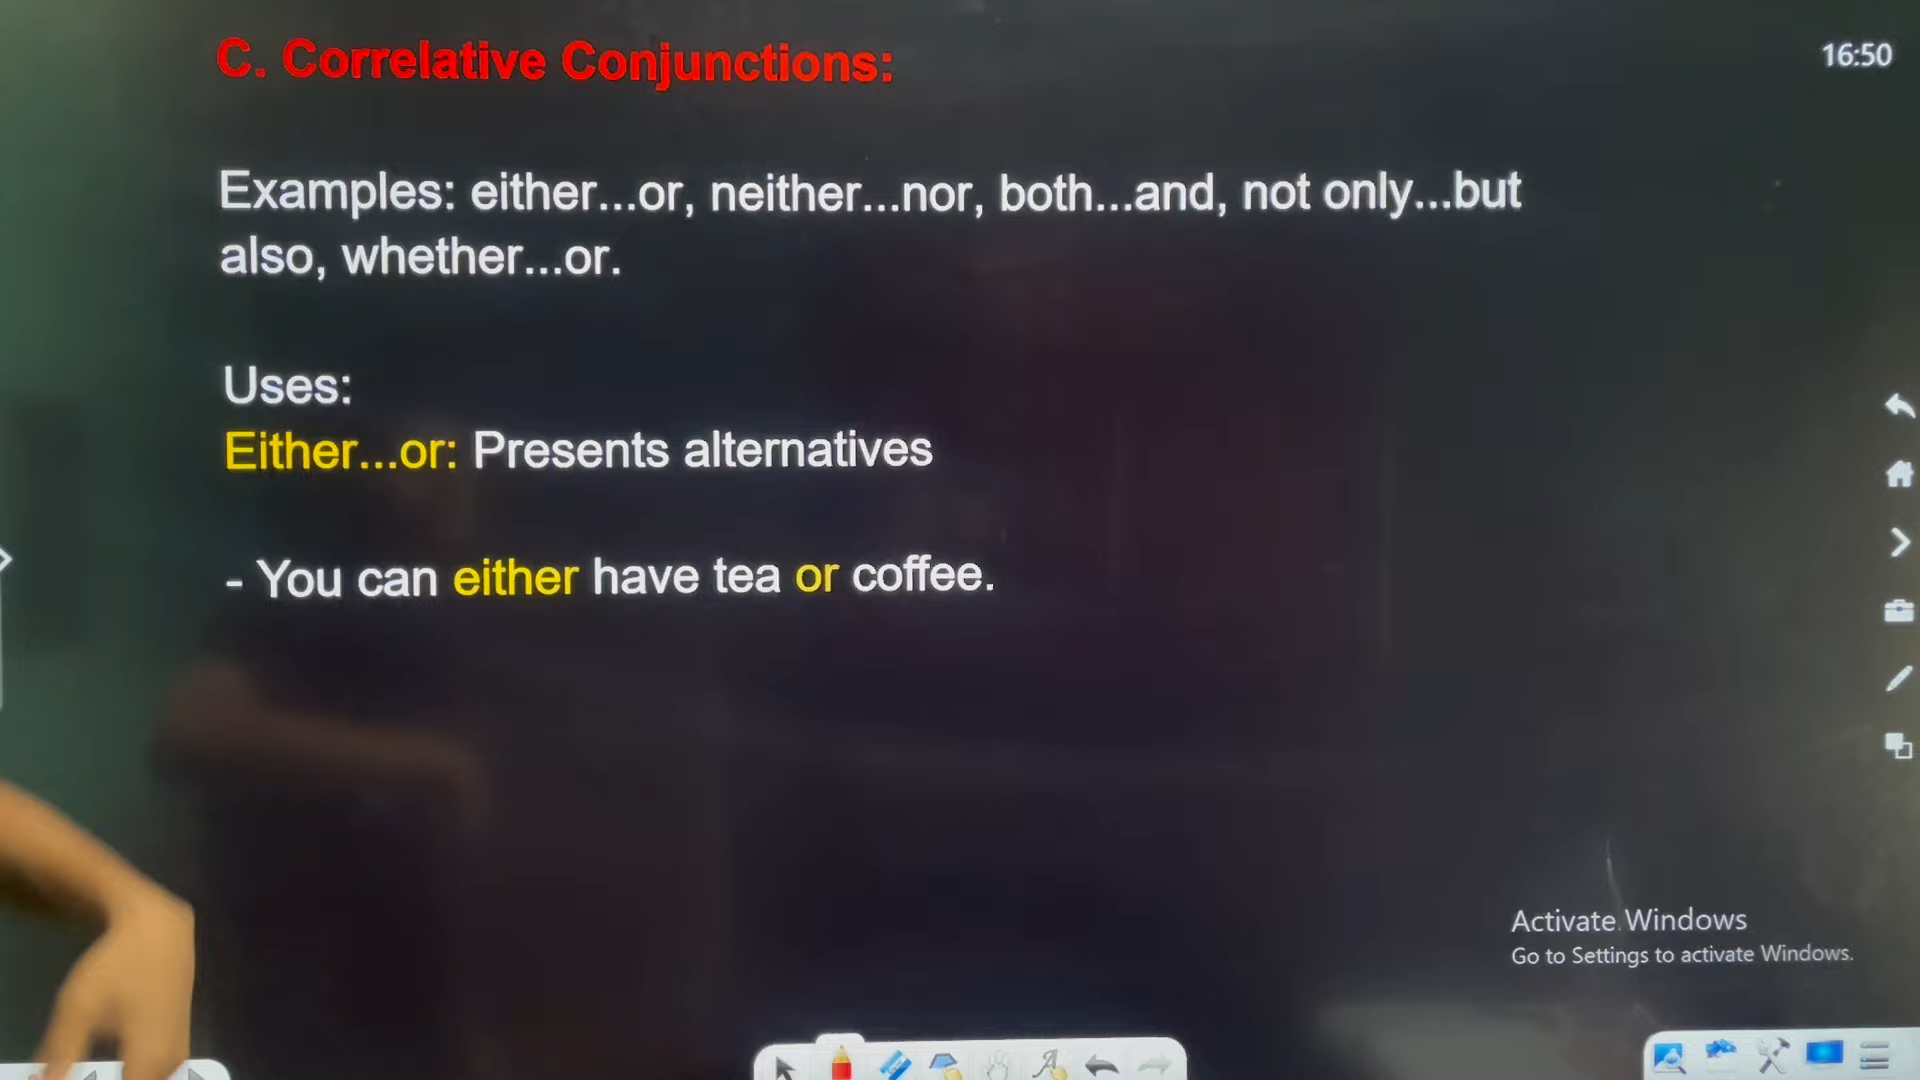 C. Correlative Conjunctions:
16:50
Examples: either...or, neither...nor, both...and, not only...but
also, whether...or.
Uses:
Either...or: Presents alternatives
- You can either have tea or coffee.
Activate Windows
Go to Settings to activate Windows.